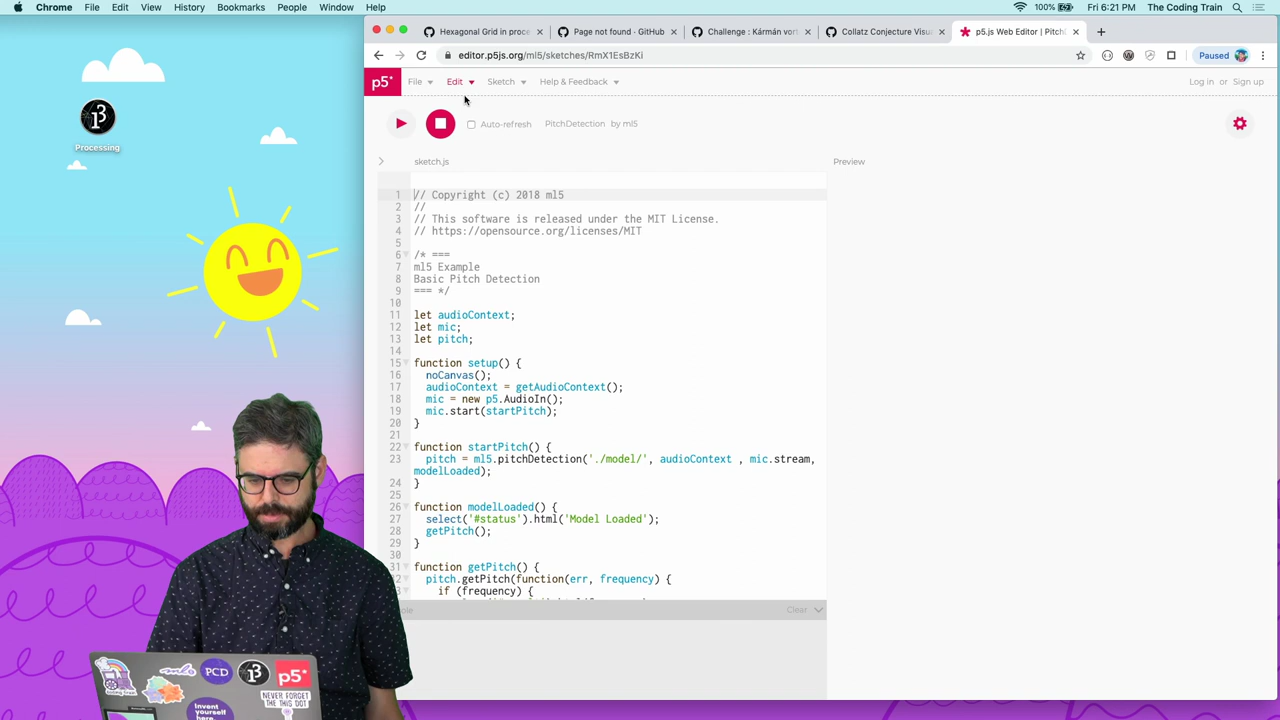 Chrome File Edit View History Bookmarks People Window Help 100% Fri 6:21 PM The Coding Train
Hexagonal Grid in proce Page not found · GitHub Challenge : Kármán vort Collatz Conjecture Visu p5.js Web Editor | PitchD
editor.p5js.org/ml5/sketches/RmX1EsBzKi Paused
p5* File Edit Sketch Help & Feedback Log in or Sign up
Auto-refresh PitchDetection by ml5
Processing
sketch.js Preview
1 // Copyright (c) 2018 ml5
2 //
3 // This software is released under the MIT License.
4 // https://opensource.org/licenses/MIT
5
6 /* ===
7 ml5 Example
8 Basic Pitch Detection
9 === */
10
11 let audioContext;
12 let mic;
13 let pitch;
14
15 function setup() {
16 noCanvas();
17 audioContext = getAudioContext();
18 mic = new p5.AudioIn();
19 mic.start(startPitch);
20 }
21
22 function startPitch() {
23 pitch = ml5.pitchDetection('./model/', audioContext , mic.stream,
modelLoaded);
24 }
25
26 function modelLoaded() {
27 select('#status').html('Model Loaded');
28 getPitch();
29 }
30
31 function getPitch() {
pitch.getPitch(function(err, frequency) {
if (frequency) {
Clear
ml5 PCD p5*
NEVER FORGET
THE THIS DOT
Invent
yourself